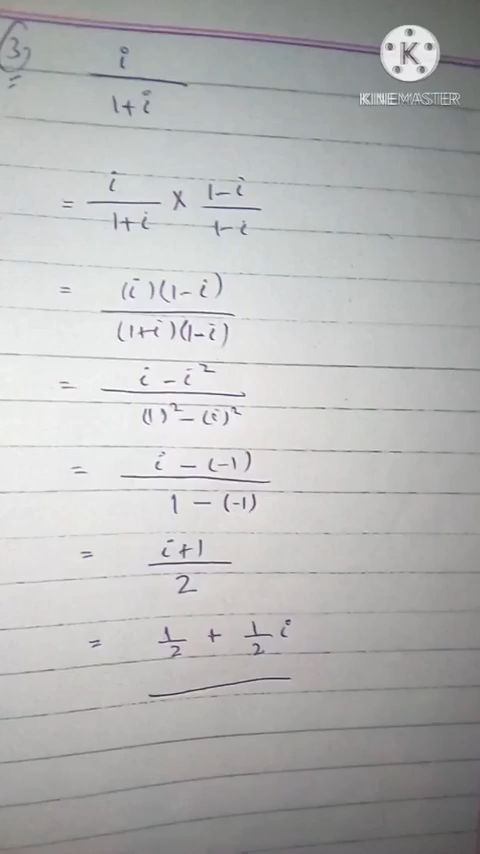 3) i/(1+i)
K
KINEMASTER
= i/(1+i) × (1-i)/(1-i)
= (i)(1-i)/(1+i)(1-i)
= (i - i²)/((1)² - (i)²)
= (i - (-1))/(1 - (-1))
= (i+1)/2
= 1/2 + 1/2 i